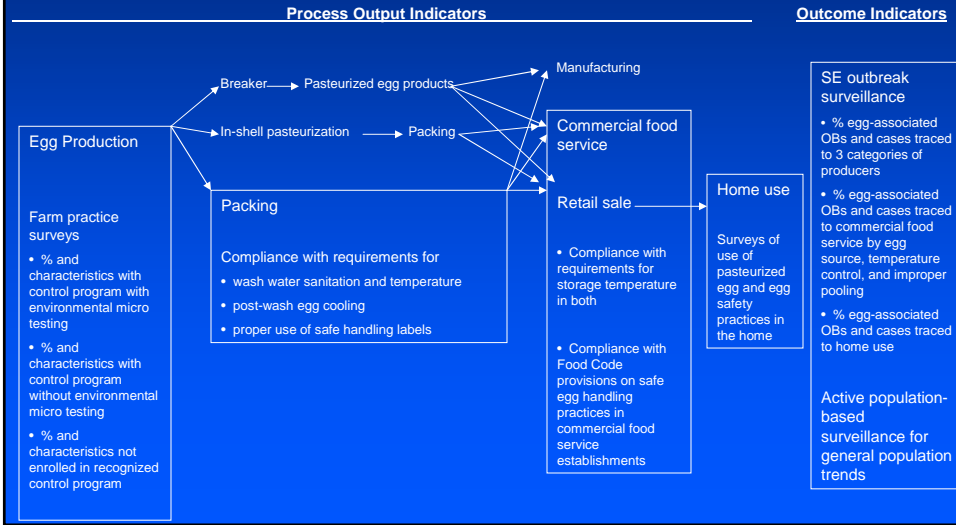 Process Output Indicators
Outcome Indicators
Breaker
Pasteurized egg products
Manufacturing
In-shell pasteurization
Packing
Egg Production
Farm practice
surveys
• % and
characteristics with
control program with
environmental micro
testing
• % and
characteristics with
control program
without environmental
micro testing
• % and
characteristics not
enrolled in recognized
control program
Packing
Compliance with requirements for
• wash water sanitation and temperature
• post-wash egg cooling
• proper use of safe handling labels
Commercial food
service
Retail sale
• Compliance with
requirements for
storage temperature
in both
• Compliance with
Food Code
provisions on safe
egg handling
practices in
commercial food
service
establishments
Home use
Surveys of
use of
pasteurized
egg and egg
safety
practices in
the home
SE outbreak
surveillance
• % egg-associated
OBs and cases traced
to 3 categories of
producers
• % egg-associated
OBs and cases traced
to commercial food
service by egg
source, temperature
control, and improper
pooling
• % egg-associated
OBs and cases traced
to home use
Active population-
based
surveillance for
general population
trends